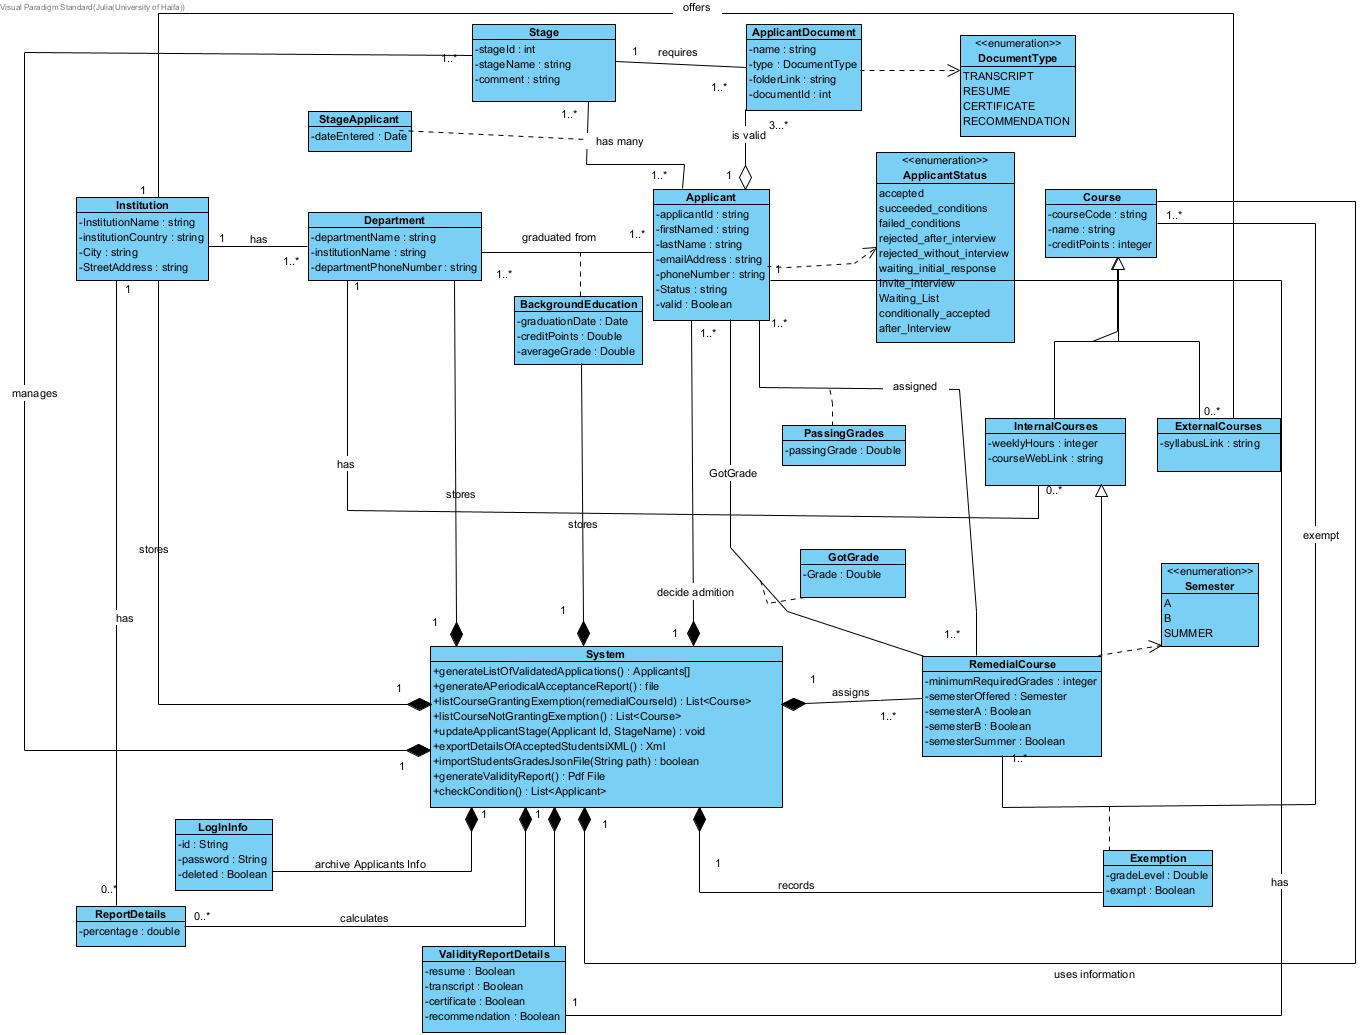 Visual Paradigm Standard(Julia(University of Haifa))
offers
Stage
-stageId : int
-stageName : string
-comment : string
1..*
1
requires
1..*
ApplicantDocument
-name : string
-type : DocumentType
-folderLink : string
-documentId : int
<<enumeration>>
DocumentType
TRANSCRIPT
RESUME
CERTIFICATE
RECOMMENDATION
StageApplicant
-dateEntered : Date
1..*
has many
1..*
3...*
is valid
1
<<enumeration>>
ApplicantStatus
accepted
succeeded_conditions
failed_conditions
rejected_after_interview
rejected_without_interview
waiting_initial_response
Invite_Interview
Waiting_List
conditionally_accepted
after_Interview
Course
-courseCode : string
-name : string
-creditPoints : integer
1..*
1
Institution
-InstitutionName : string
-institutionCountry : string
-City : string
-StreetAddress : string
1
has
1..*
Department
-departmentName : string
-institutionName : string
-departmentPhoneNumber : string
graduated from
1..*
1..*
Applicant
-applicantId : string
-firstNamed : string
-lastName : string
-emailAddress : string
-phoneNumber : string
-Status : string
-valid : Boolean
1
1
1
BackgroundEducation
-graduationDate : Date
-creditPoints : Double
-averageGrade : Double
1..*
1..*
manages
assigned
PassingGrades
-passingGrade : Double
InternalCourses
-weeklyHours : integer
-courseWebLink : string
0..*
0..*
ExternalCourses
-syllabusLink : string
has
GotGrade
stores
stores
stores
exempt
GotGrade
-Grade : Double
<<enumeration>>
Semester
A
B
SUMMER
has
decide admition
1
1
1
1..*
System
+generateListOfValidatedApplications() : Applicants[]
+generateAPeriodicalAcceptanceReport() : file
+listCourseGrantingExemption(remedialCourseId) : List<Course>
+listCourseNotGrantingExemption() : List<Course>
+updateApplicantStage(Applicant Id, StageName) : void
+exportDetailsOfAcceptedStudentsiXML() : Xml
+importStudentsGradesJsonFile(String path) : boolean
+generateValidityReport() : Pdf File
+checkCondition() : List<Applicant>
1
1
1
assigns
1..*
RemedialCourse
-minimumRequiredGrades : integer
-semesterOffered : Semester
-semesterA : Boolean
-semesterB : Boolean
-semesterSummer : Boolean
1..*
LogInInfo
-id : String
-password : String
-deleted : Boolean
archive Applicants Info
1
1
1
1
records
Exemption
-gradeLevel : Double
-exampt : Boolean
has
0..*
ReportDetails
-percentage : double
0..*
calculates
ValidityReportDetails
-resume : Boolean
-transcript : Boolean
-certificate : Boolean
-recommendation : Boolean
1
uses information